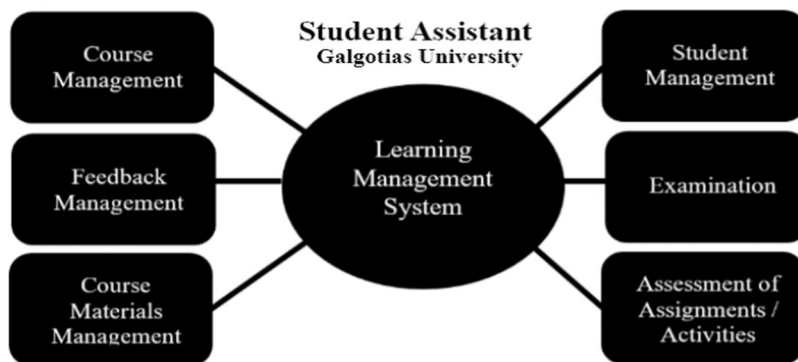 Student Assistant
Galgotias University
Course
Management
Feedback
Management
Course
Materials
Management
Learning
Management
System
Student
Management
Examination
Assessment of
Assignments /
Activities